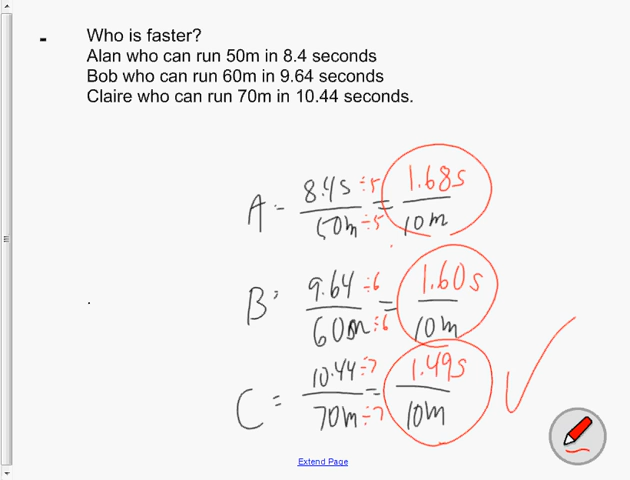 - Who is faster?
Alan who can run 50m in 8.4 seconds
Bob who can run 60m in 9.64 seconds
Claire who can run 70m in 10.44 seconds.
A = 8.4s ÷5 / 50m ÷5 = 1.68s / 10m
B = 9.64 ÷6 / 60m ÷6 = 1.60s / 10m
C = 10.44 ÷7 / 70m ÷7 = 1.49s / 10m
Extend Page